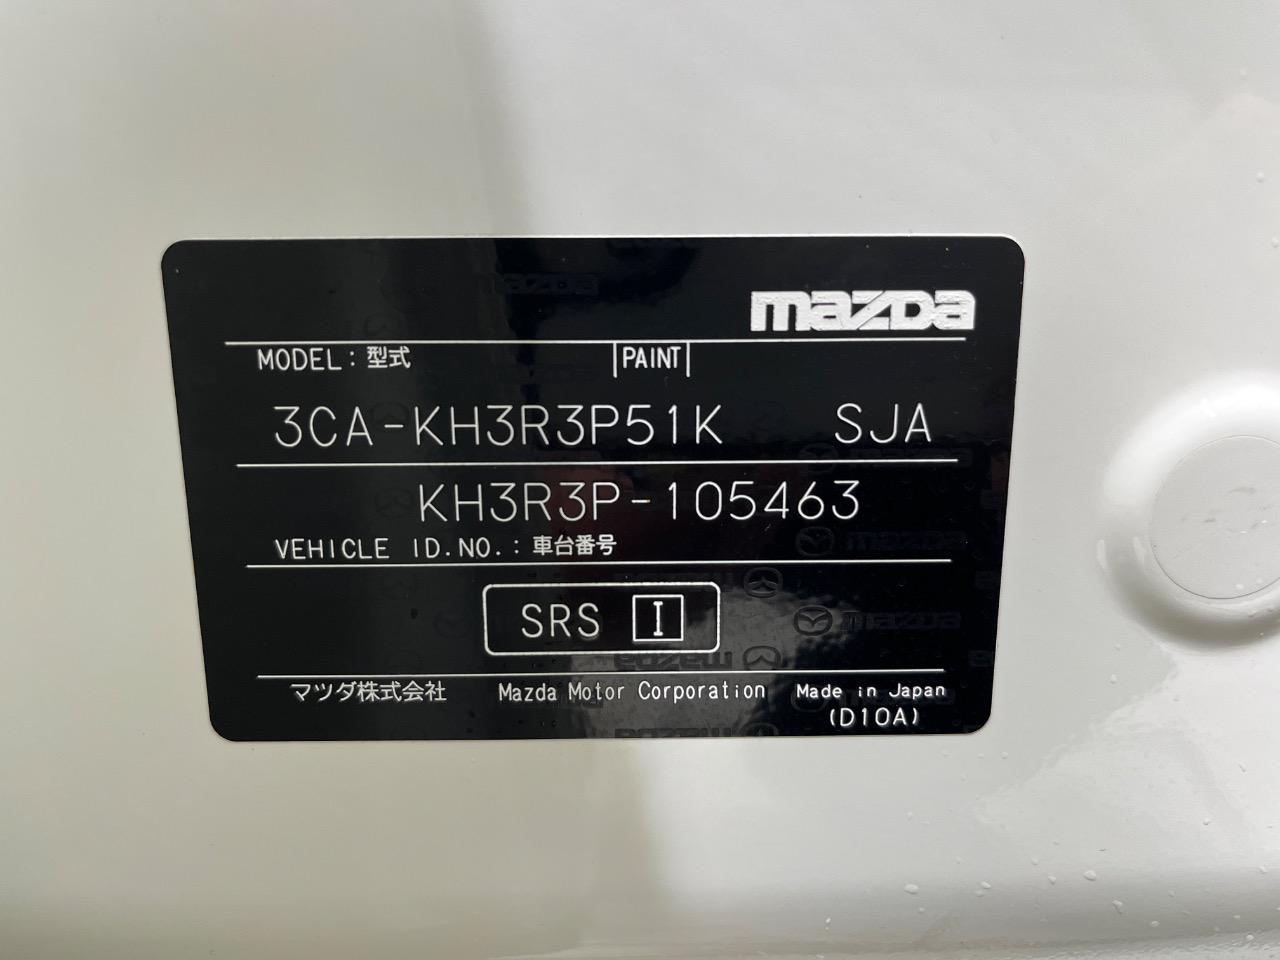 mazda
MODEL : 型式 PAINT
3CA-KH3R3P51K SJA
KH3R3P-105463
VEHICLE ID.NO. : 車台番号
SRS I
マツダ株式会社 Mazda Motor Corporation Made in Japan
(D10A)